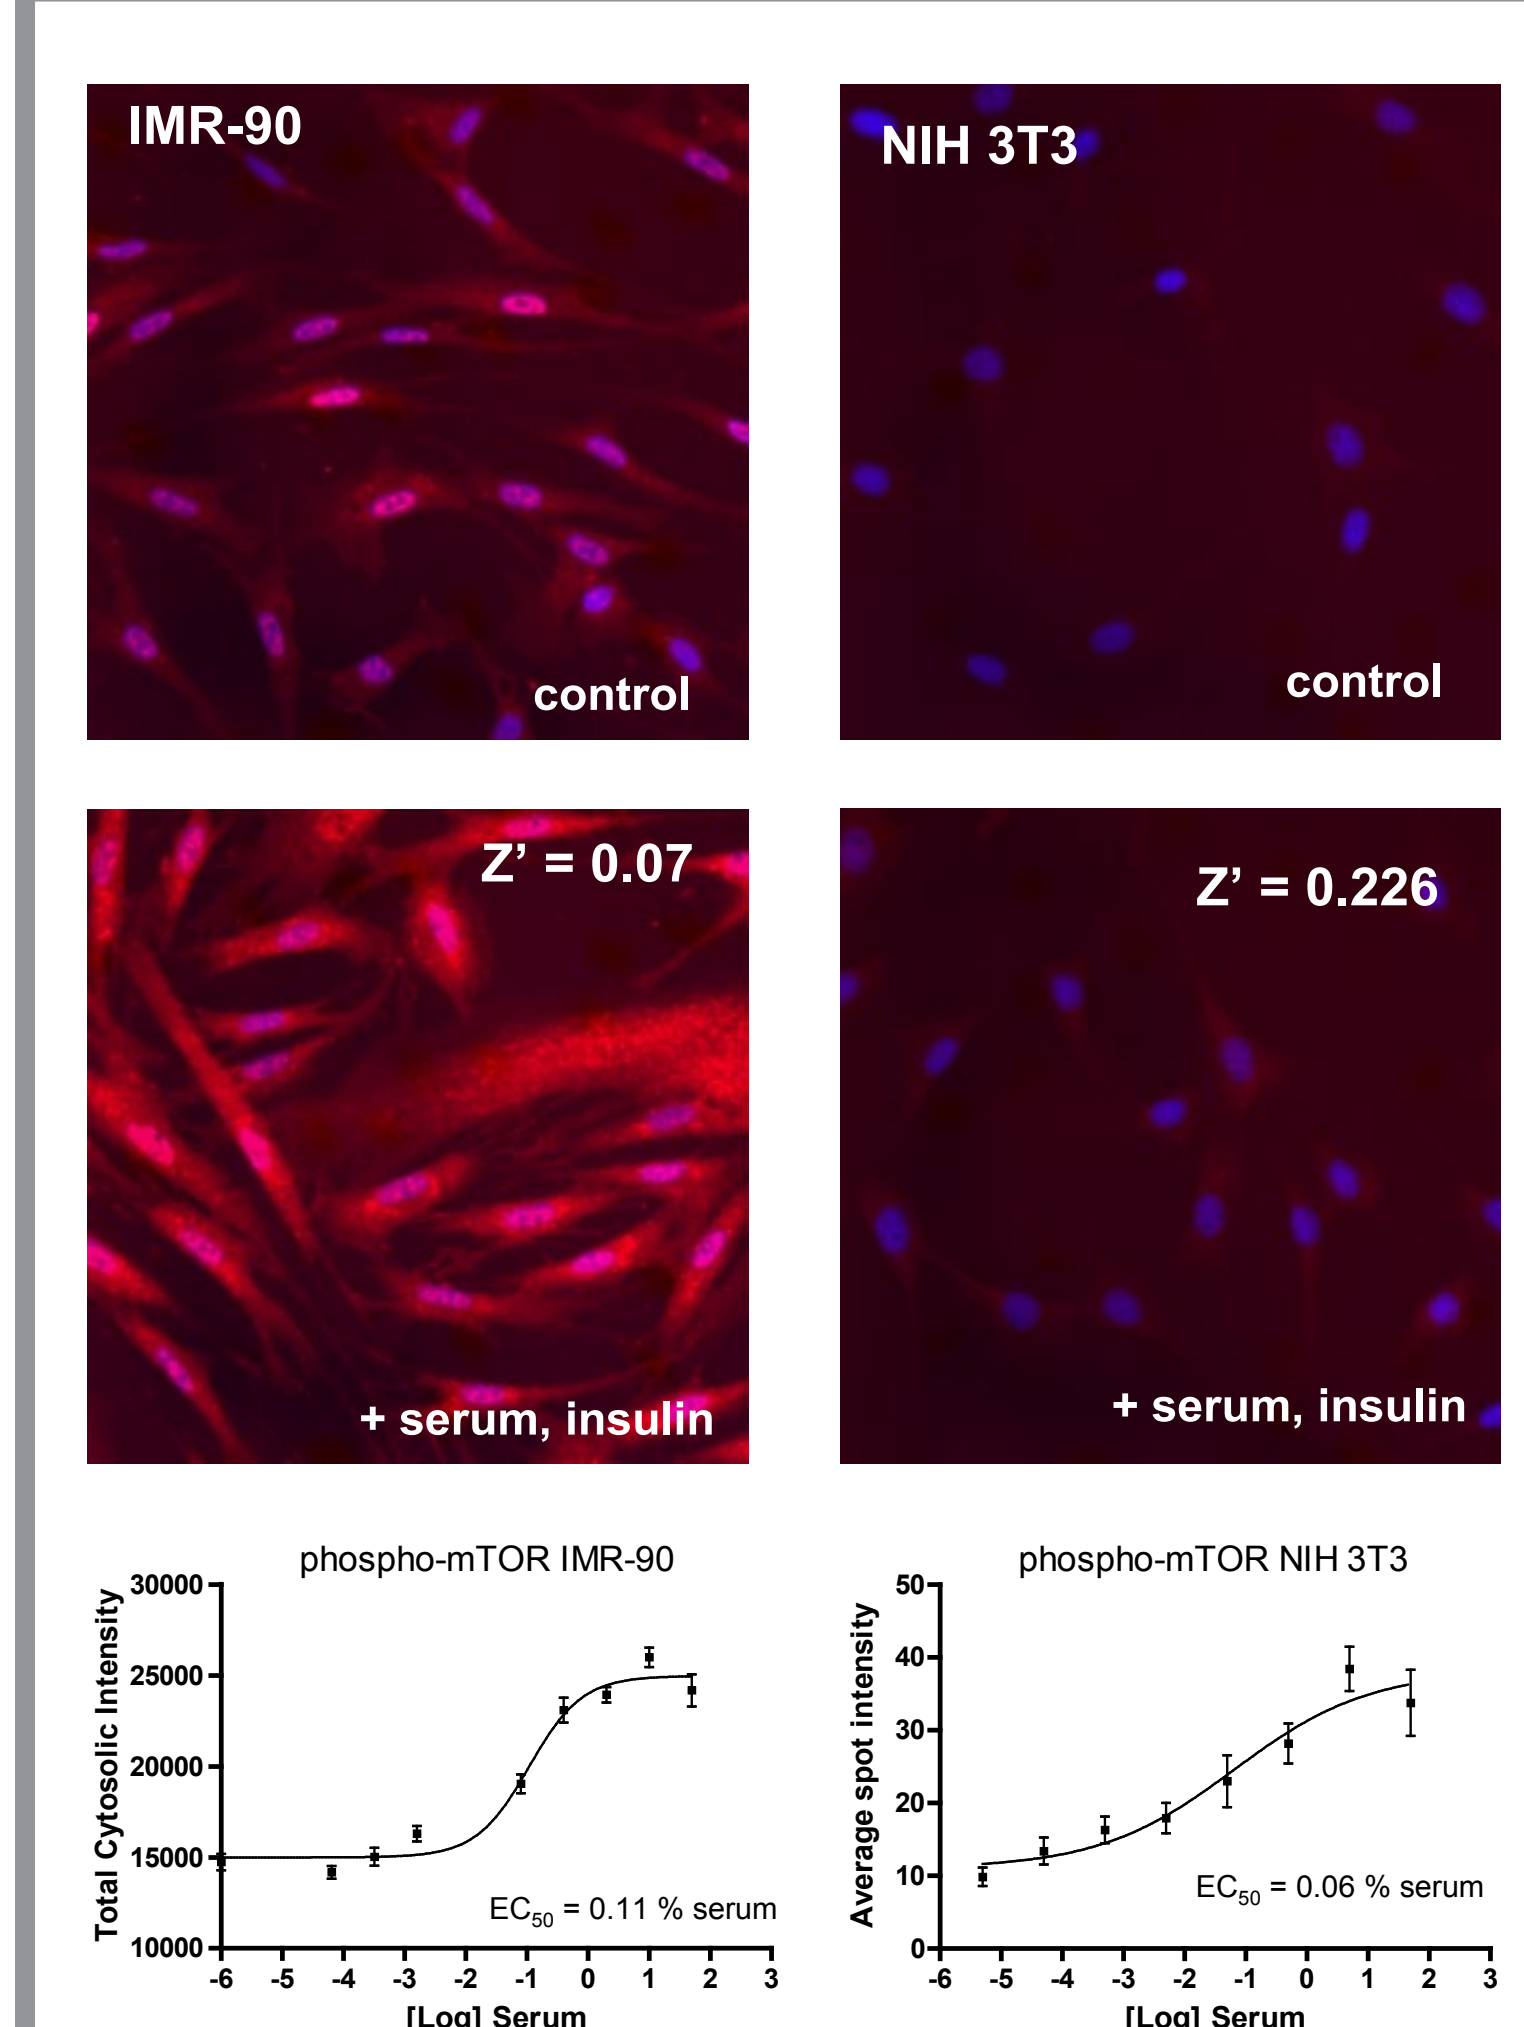 IMR-90
control
NIH 3T3
control
Z’ = 0.07
+ serum, insulin
Z’ = 0.226
+ serum, insulin
phospho-mTOR IMR-90
Total Cytosolic Intensity
30000
25000
20000
15000
10000
EC50 = 0.11 % serum
-6 -5 -4 -3 -2 -1 0 1 2 3
[Log] Serum
phospho-mTOR NIH 3T3
Average spot intensity
50
40
30
20
10
0
EC50 = 0.06 % serum
-6 -5 -4 -3 -2 -1 0 1 2 3
[Log] Serum